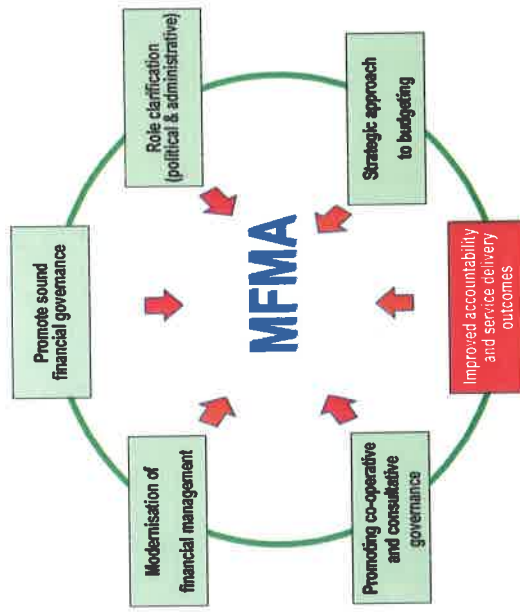 Promote sound
financial governance
Role clarification
(political & administrative)
Strategic approach
to budgeting
Improved accountability
and service delivery
outcomes
Promoting co-operative
and consultative
governance
Modernisation of
financial management
MFMA